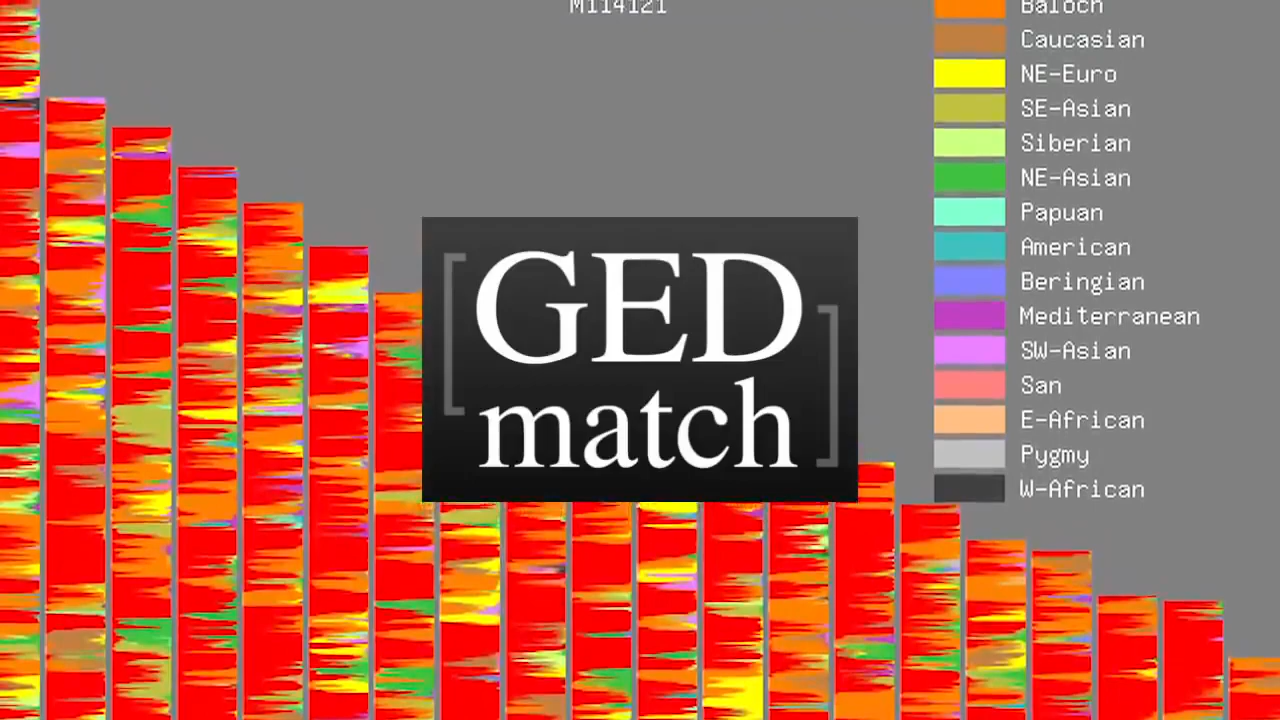 M114121
Baloch
Caucasian
NE-Euro
SE-Asian
Siberian
NE-Asian
Papuan
American
Beringian
Mediterranean
SW-Asian
San
E-African
Pygmy
W-African
GED
match